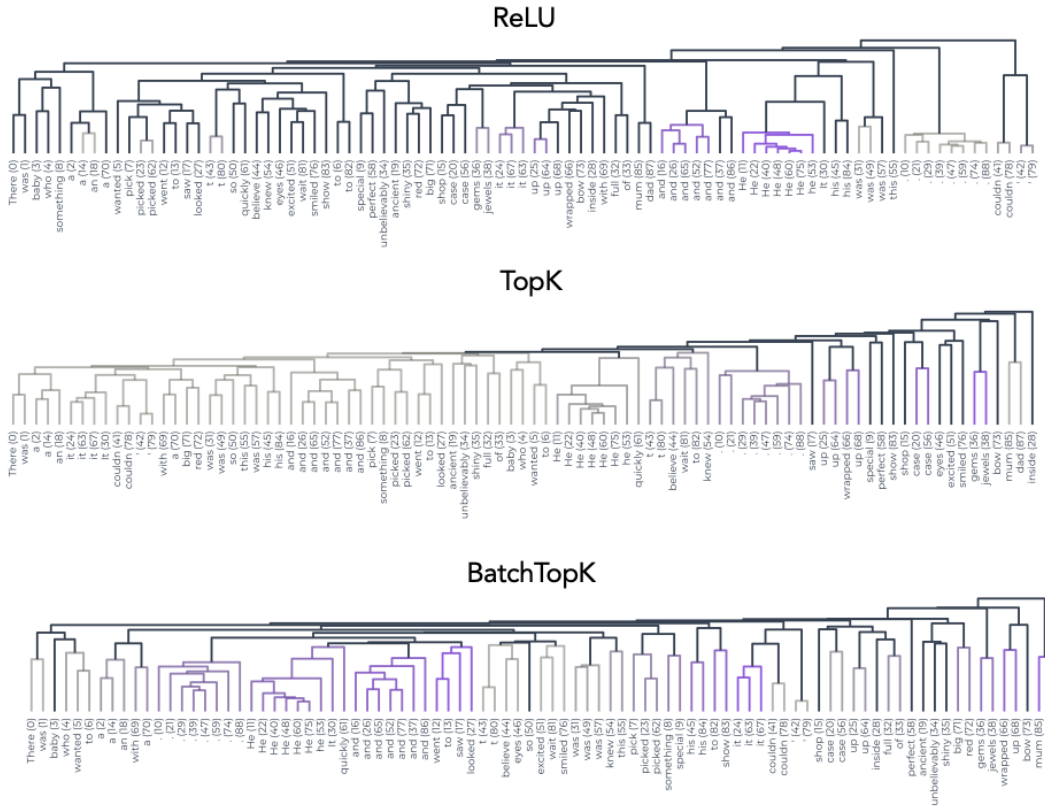 ReLU
There (0)
was (1)
baby (3)
who (4)
something (8)
a (2)
a (14)
an (18)
a (70)
wanted (5)
pick (7)
picked (23)
picked (62)
went (12)
to (13)
saw (17)
looked (27)
t (43)
t (80)
so (50)
quickly (61)
believe (44)
knew (54)
eyes (46)
excited (51)
wait (81)
smiled (76)
show (83)
to (6)
to (82)
special (9)
perfect (58)
unbelievably (34)
ancient (19)
shiny (35)
red (72)
big (71)
shop (15)
case (20)
case (56)
gems (36)
jewels (38)
it (24)
it (67)
it (63)
up (25)
up (64)
up (68)
wrapped (66)
bow (73)
inside (28)
with (69)
full (32)
of (33)
mum (85)
dad (87)
and (16)
and (26)
and (65)
and (52)
and (77)
and (37)
and (86)
He (11)
He (22)
He (40)
He (48)
He (60)
He (75)
he (53)
It (30)
his (45)
his (84)
was (31)
was (49)
was (57)
this (55)
. (10)
. (21)
. (29)
. (39)
. (47)
. (59)
. (74)
. (88)
couldn (41)
couldn (78)
' (42)
' (79)
TopK
There (0)
was (1)
a (2)
a (14)
an (18)
it (24)
it (63)
it (67)
It (30)
couldn (41)
couldn (78)
' (42)
' (79)
with (69)
a (70)
big (71)
red (72)
was (31)
was (49)
so (50)
this (55)
was (57)
his (45)
his (84)
and (16)
and (26)
and (65)
and (52)
and (77)
and (37)
and (86)
pick (7)
something (8)
picked (23)
picked (62)
went (12)
to (13)
looked (27)
ancient (19)
unbelievably (34)
shiny (35)
full (32)
of (33)
baby (3)
who (4)
wanted (5)
to (6)
He (11)
He (22)
He (40)
He (48)
He (60)
He (75)
he (53)
quickly (61)
t (43)
t (80)
believe (44)
wait (81)
to (82)
knew (54)
. (10)
. (21)
. (29)
. (39)
. (47)
. (59)
. (74)
. (88)
saw (17)
up (25)
up (64)
wrapped (66)
up (68)
special (9)
perfect (58)
show (83)
shop (15)
case (20)
case (56)
eyes (46)
excited (51)
smiled (76)
gems (36)
jewels (38)
bow (73)
mum (85)
dad (87)
inside (28)
BatchTopK
There (0)
was (1)
baby (3)
who (4)
wanted (5)
to (6)
a (2)
a (14)
an (18)
with (69)
a (70)
. (10)
. (21)
. (29)
. (39)
. (47)
. (59)
. (74)
. (88)
He (11)
He (22)
He (40)
He (48)
He (60)
He (75)
he (53)
It (30)
quickly (61)
and (16)
and (26)
and (65)
and (52)
and (77)
and (37)
and (86)
went (12)
to (13)
saw (17)
looked (27)
t (43)
t (80)
believe (44)
eyes (46)
so (50)
excited (51)
wait (81)
smiled (76)
was (31)
was (49)
was (57)
knew (54)
this (55)
pick (7)
picked (23)
picked (62)
something (8)
special (9)
his (45)
his (84)
to (82)
show (83)
it (24)
it (63)
it (67)
couldn (41)
couldn (78)
' (42)
' (79)
shop (15)
case (20)
case (56)
up (25)
up (64)
inside (28)
full (32)
of (33)
perfect (58)
ancient (19)
unbelievably (34)
shiny (35)
big (71)
red (72)
gems (36)
jewels (38)
wrapped (66)
up (68)
bow (73)
mum (85)